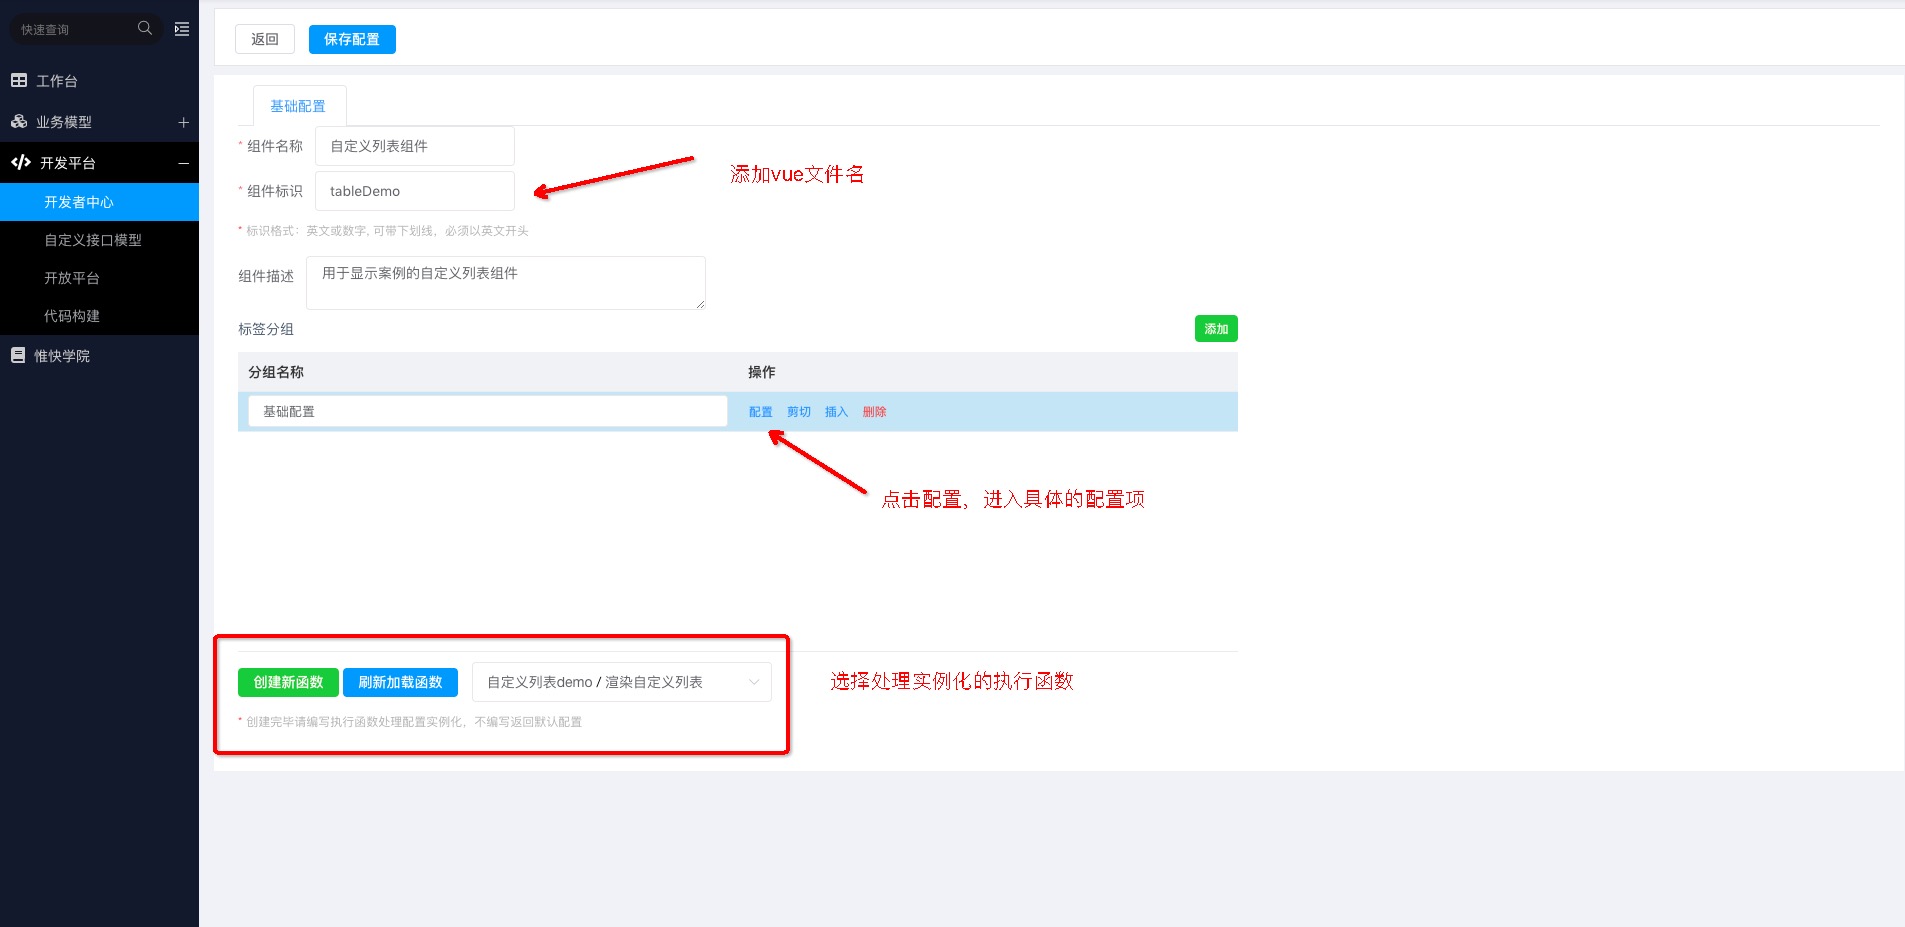 快速查询
工作台
业务模型
开发平台
开发者中心
自定义接口模型
开放平台
代码构建
惟快学院
返回 保存配置
基础配置
* 组件名称 自定义列表组件
添加vue文件名
* 组件标识 tableDemo
* 标识格式：英文或数字, 可带下划线，必须以英文开头
组件描述 用于显示案例的自定义列表组件
标签分组 添加
分组名称 操作
基础配置 配置 剪切 插入 删除
点击配置，进入具体的配置项
创建新函数 刷新加载函数 自定义列表demo / 渲染自定义列表
选择处理实例化的执行函数
* 创建完毕请编写执行函数处理配置实例化，不编写返回默认配置